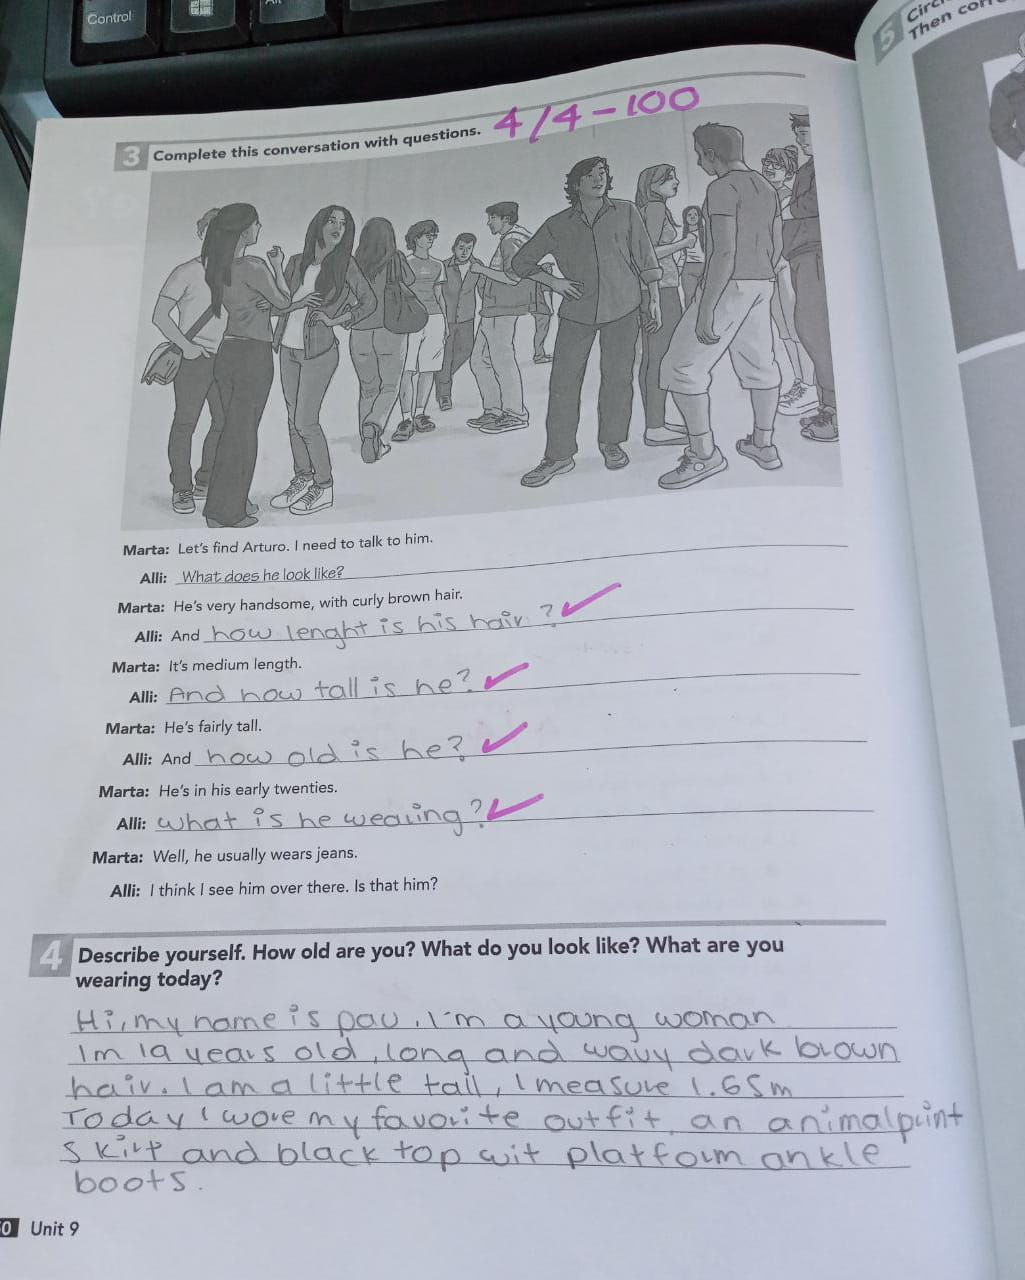 Control
Alt
5 Circ
Then con
4/4-100
3 Complete this conversation with questions.
Marta: Let's find Arturo. I need to talk to him.
Alli: What does he look like?
Marta: He's very handsome, with curly brown hair.
Alli: And how lenght is his hair ?
Marta: It's medium length.
Alli: And how tall is he?
Marta: He's fairly tall.
Alli: And how old is he?
Marta: He's in his early twenties.
Alli: what is he wearing?
Marta: Well, he usually wears jeans.
Alli: I think I see him over there. Is that him?
4 Describe yourself. How old are you? What do you look like? What are you
wearing today?
Hi, my name is pau. I'm a young woman
Im 19 years old, long and wavy dark brown
hair. I am a little tall, I measure 1.65m
Today I wore my favorite outfit, an animal print
skirt and black top wit platform ankle
boots.
0 Unit 9